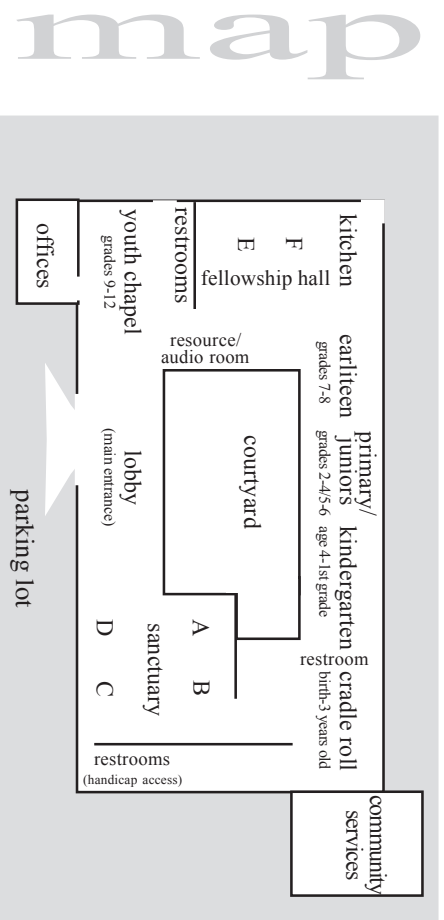 map
offices
youth chapel
grades 9-12
restrooms
E
F
fellowship hall
kitchen
resource/
audio room
earliteen
grades 7-8
primary/
juniors
grades 2-4/5-6
kindergarten
age 4-1st grade
courtyard
lobby
(main entrance)
parking lot
A
B
sanctuary
D
C
restroom
cradle roll
birth-3 years old
restrooms
(handicap access)
community
services